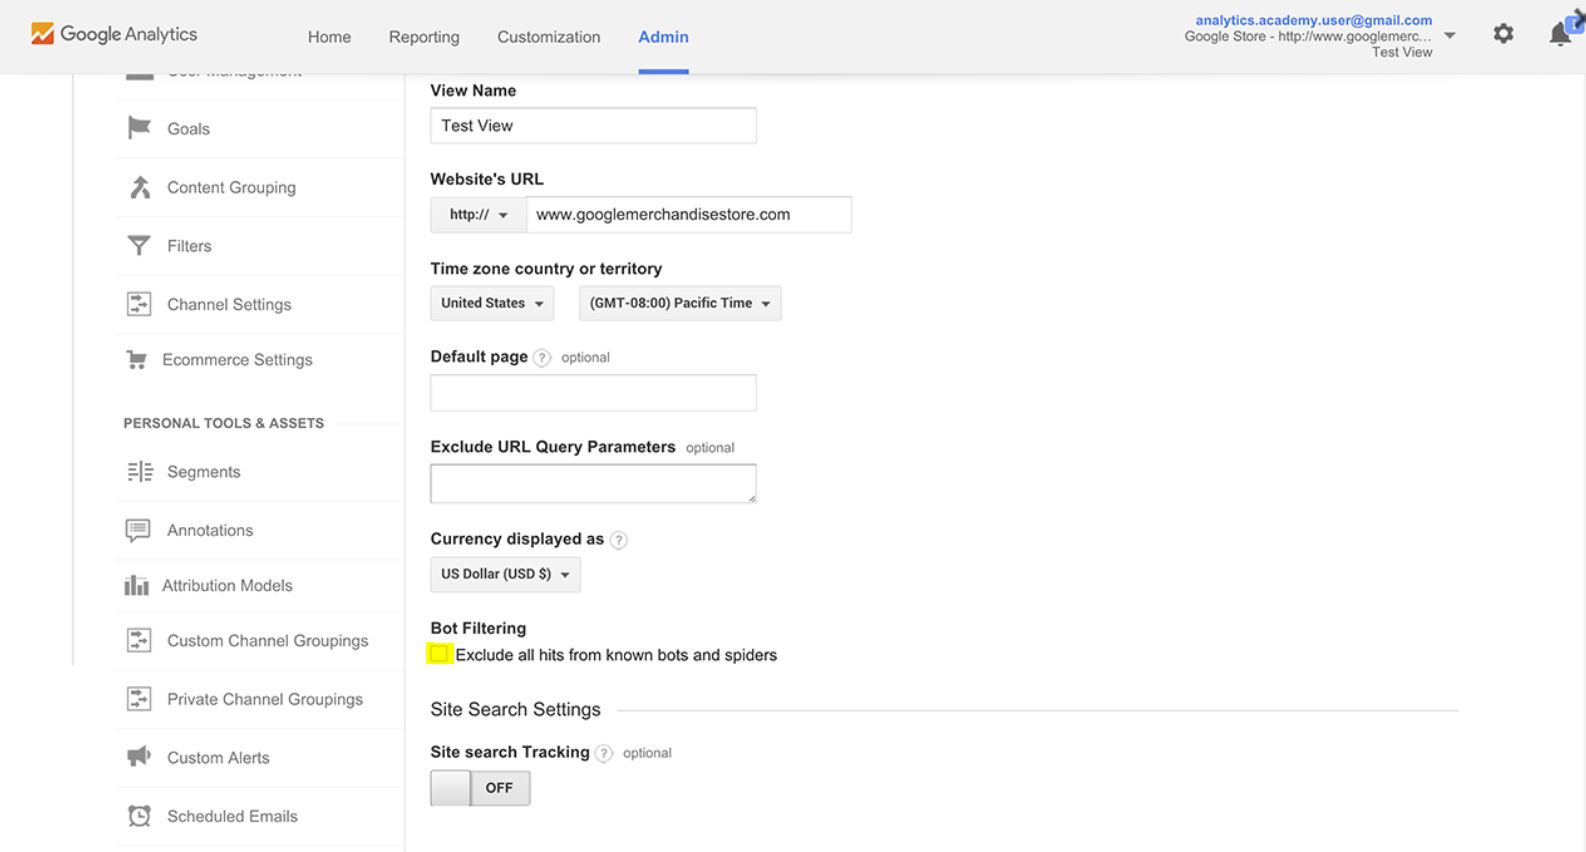 Google Analytics
Home
Reporting
Customization
Admin
analytics.academy.user@gmail.com
Google Store - http://www.googlemerc...
Test View
User Management
Goals
Content Grouping
Filters
Channel Settings
Ecommerce Settings
PERSONAL TOOLS & ASSETS
Segments
Annotations
Attribution Models
Custom Channel Groupings
Private Channel Groupings
Custom Alerts
Scheduled Emails
View Name
Test View
Website's URL
http:// www.googlemerchandisestore.com
Time zone country or territory
United States (GMT-08:00) Pacific Time
Default page ? optional
Exclude URL Query Parameters optional
Currency displayed as ?
US Dollar (USD $)
Bot Filtering
Exclude all hits from known bots and spiders
Site Search Settings
Site search Tracking ? optional
OFF